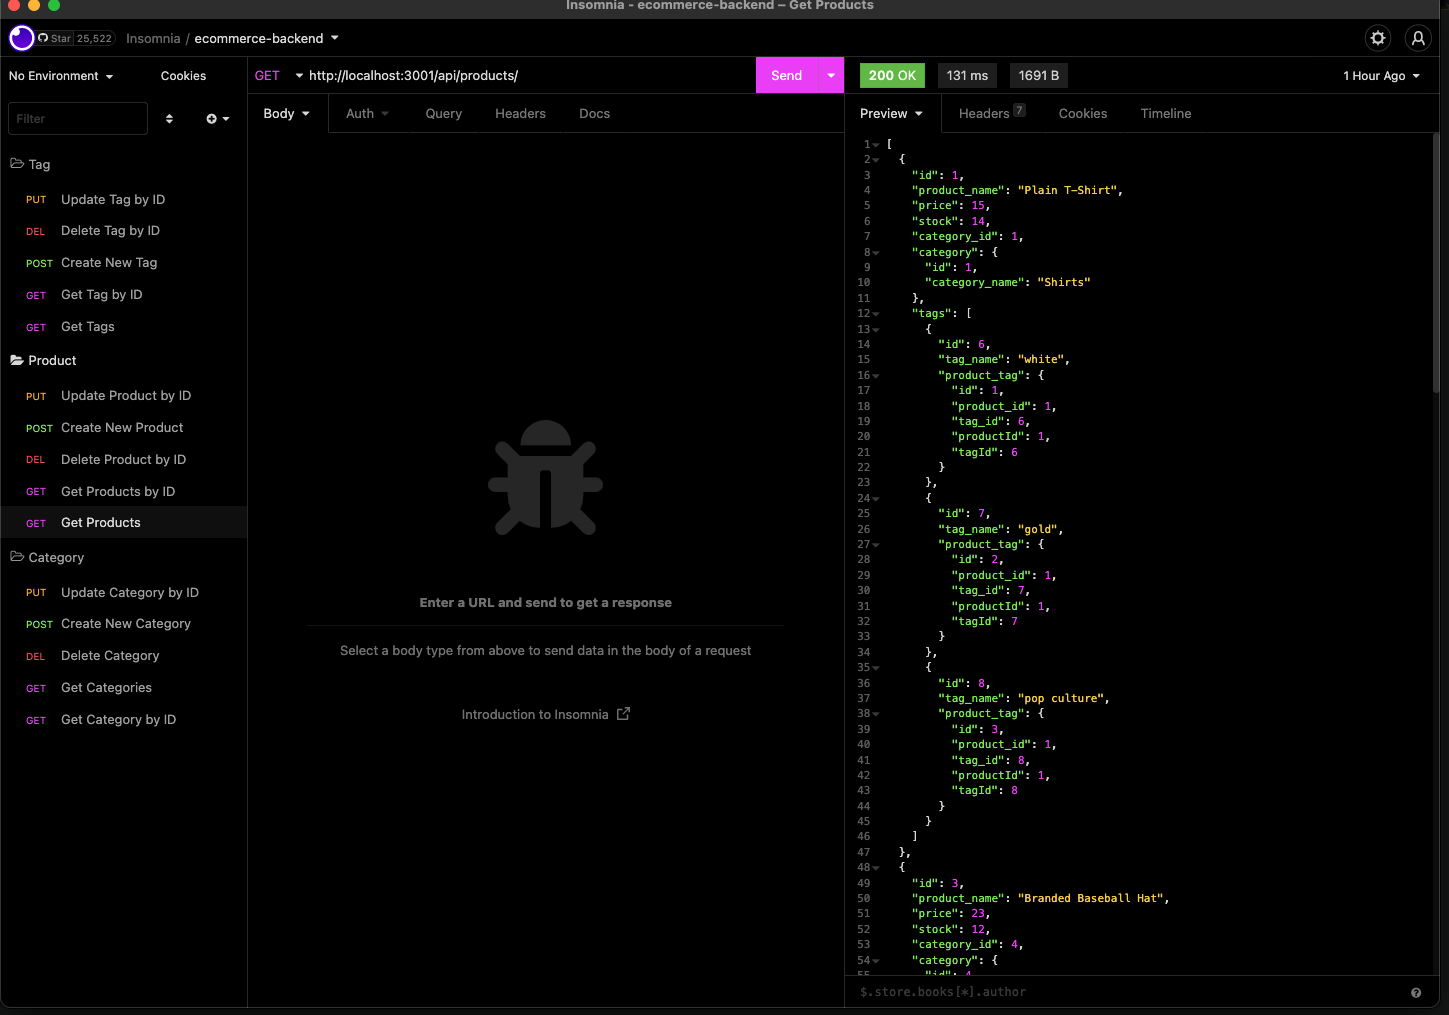 Insomnia - ecommerce-backend – Get Products
Star 25,522 Insomnia / ecommerce-backend
No Environment Cookies
Filter
Tag
PUT Update Tag by ID
DEL Delete Tag by ID
POST Create New Tag
GET Get Tag by ID
GET Get Tags
Product
PUT Update Product by ID
POST Create New Product
DEL Delete Product by ID
GET Get Products by ID
GET Get Products
Category
PUT Update Category by ID
POST Create New Category
DEL Delete Category
GET Get Categories
GET Get Category by ID
GET http://localhost:3001/api/products/ Send
Body Auth Query Headers Docs
Enter a URL and send to get a response
Select a body type from above to send data in the body of a request
Introduction to Insomnia
200 OK 131 ms 1691 B 1 Hour Ago
Preview Headers 7 Cookies Timeline
1 [
2 {
3 "id": 1,
4 "product_name": "Plain T-Shirt",
5 "price": 15,
6 "stock": 14,
7 "category_id": 1,
8 "category": {
9 "id": 1,
10 "category_name": "Shirts"
11 },
12 "tags": [
13 {
14 "id": 6,
15 "tag_name": "white",
16 "product_tag": {
17 "id": 1,
18 "product_id": 1,
19 "tag_id": 6,
20 "productId": 1,
21 "tagId": 6
22 }
23 },
24 {
25 "id": 7,
26 "tag_name": "gold",
27 "product_tag": {
28 "id": 2,
29 "product_id": 1,
30 "tag_id": 7,
31 "productId": 1,
32 "tagId": 7
33 }
34 },
35 {
36 "id": 8,
37 "tag_name": "pop culture",
38 "product_tag": {
39 "id": 3,
40 "product_id": 1,
41 "tag_id": 8,
42 "productId": 1,
43 "tagId": 8
44 }
45 }
46 ]
47 },
48 {
49 "id": 3,
50 "product_name": "Branded Baseball Hat",
51 "price": 23,
52 "stock": 12,
53 "category_id": 4,
54 "category": {
55 "id": 4
$.store.books[*].author